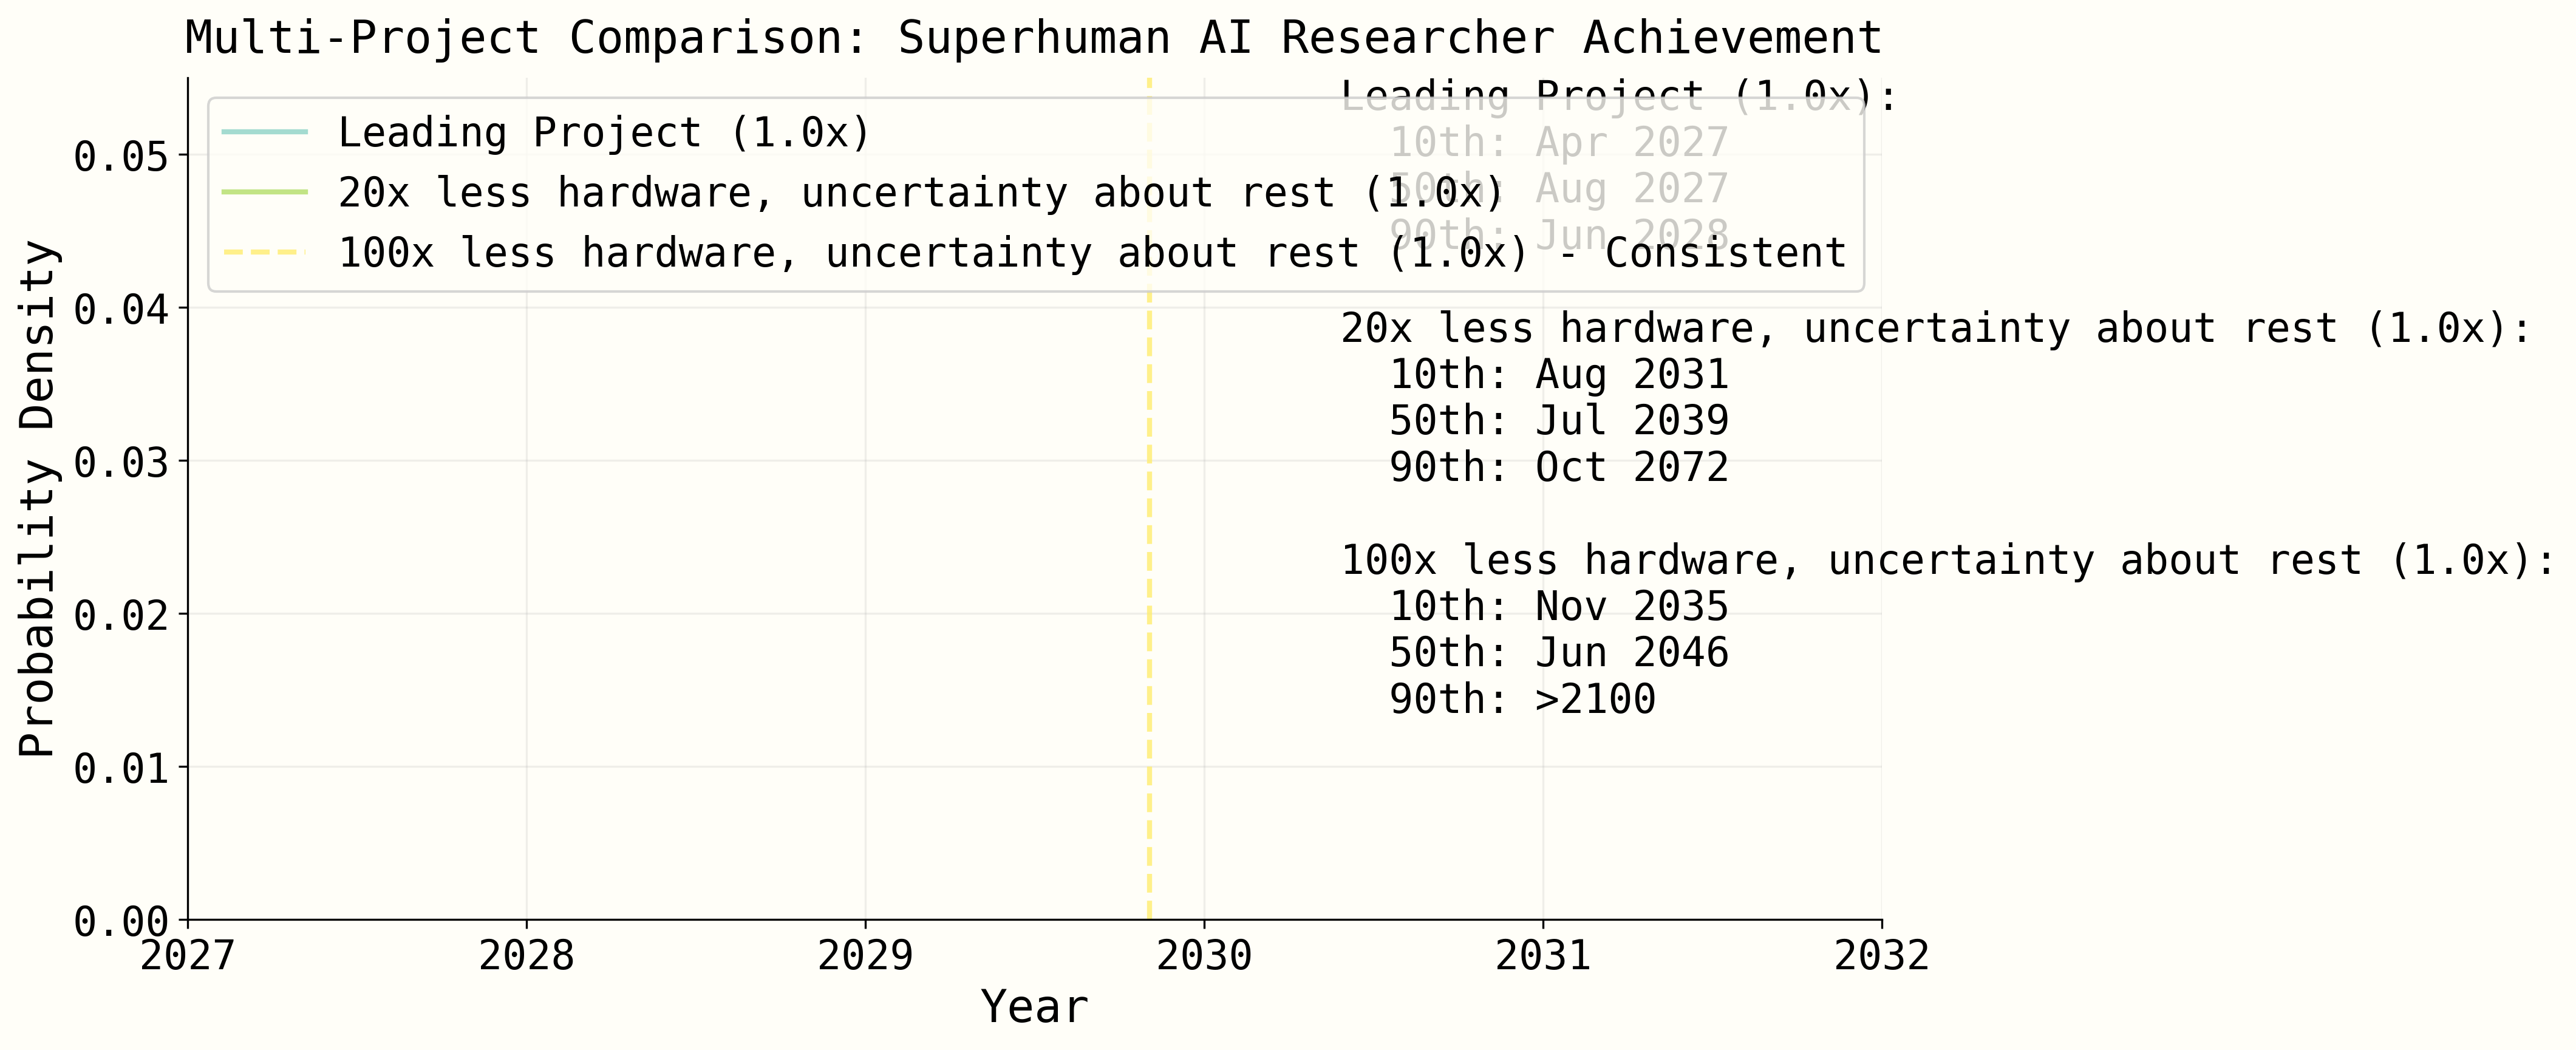 Multi-Project Comparison: Superhuman AI Researcher Achievement
Leading Project (1.0x)
20x less hardware, uncertainty about rest (1.0x)
100x less hardware, uncertainty about rest (1.0x) - Consistent
Leading Project (1.0x):
10th: Apr 2027
50th: Aug 2027
90th: Jun 2028
20x less hardware, uncertainty about rest (1.0x):
10th: Aug 2031
50th: Jul 2039
90th: Oct 2072
100x less hardware, uncertainty about rest (1.0x):
10th: Nov 2035
50th: Jun 2046
90th: >2100
Probability Density
0.05
0.04
0.03
0.02
0.01
0.00
2027 2028 2029 2030 2031 2032
Year